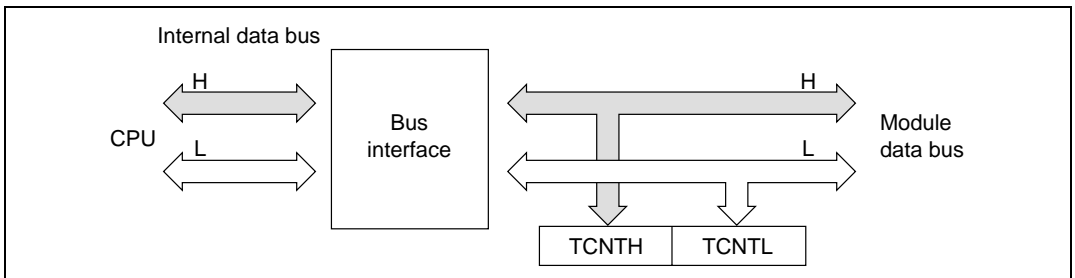 Internal data bus
H
H
CPU
Bus
interface
Module
data bus
L
L
TCNTH
TCNTL